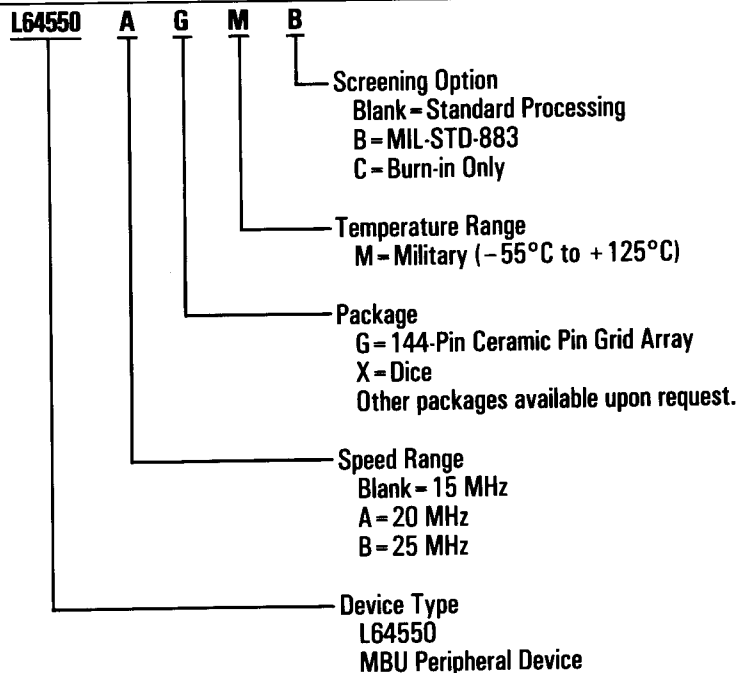 L64550 A G M B
Screening Option
Blank = Standard Processing
B = MIL-STD-883
C = Burn-in Only
Temperature Range
M = Military (-55°C to +125°C)
Package
G = 144-Pin Ceramic Pin Grid Array
X = Dice
Other packages available upon request.
Speed Range
Blank = 15 MHz
A = 20 MHz
B = 25 MHz
Device Type
L64550
MBU Peripheral Device